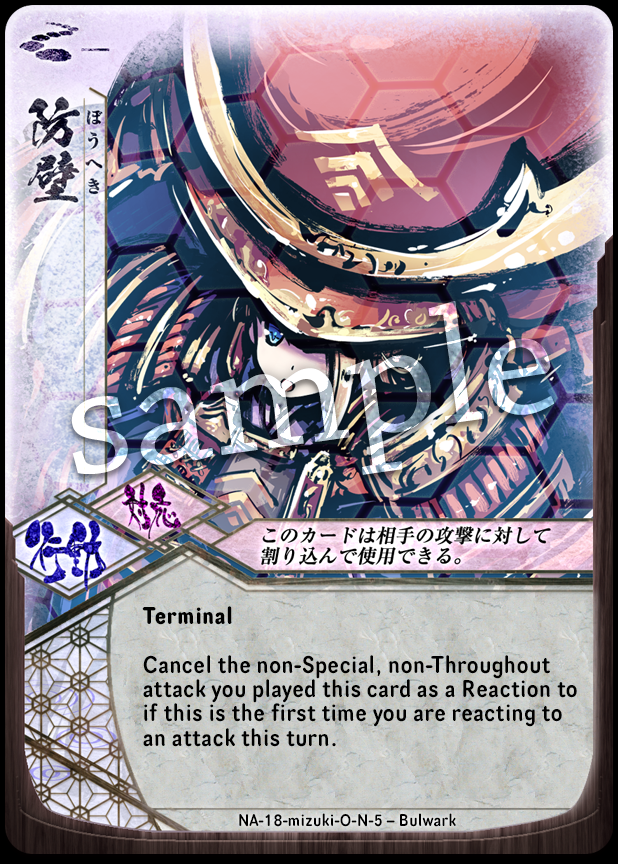 防壁
ぼうへき
sample
対応
行動
このカードは相手の攻撃に対して
割り込んで使用できる。
Terminal
Cancel the non-Special, non-Throughout
attack you played this card as a Reaction to
if this is the first time you are reacting to
an attack this turn.
NA-18-mizuki-O-N-5 – Bulwark